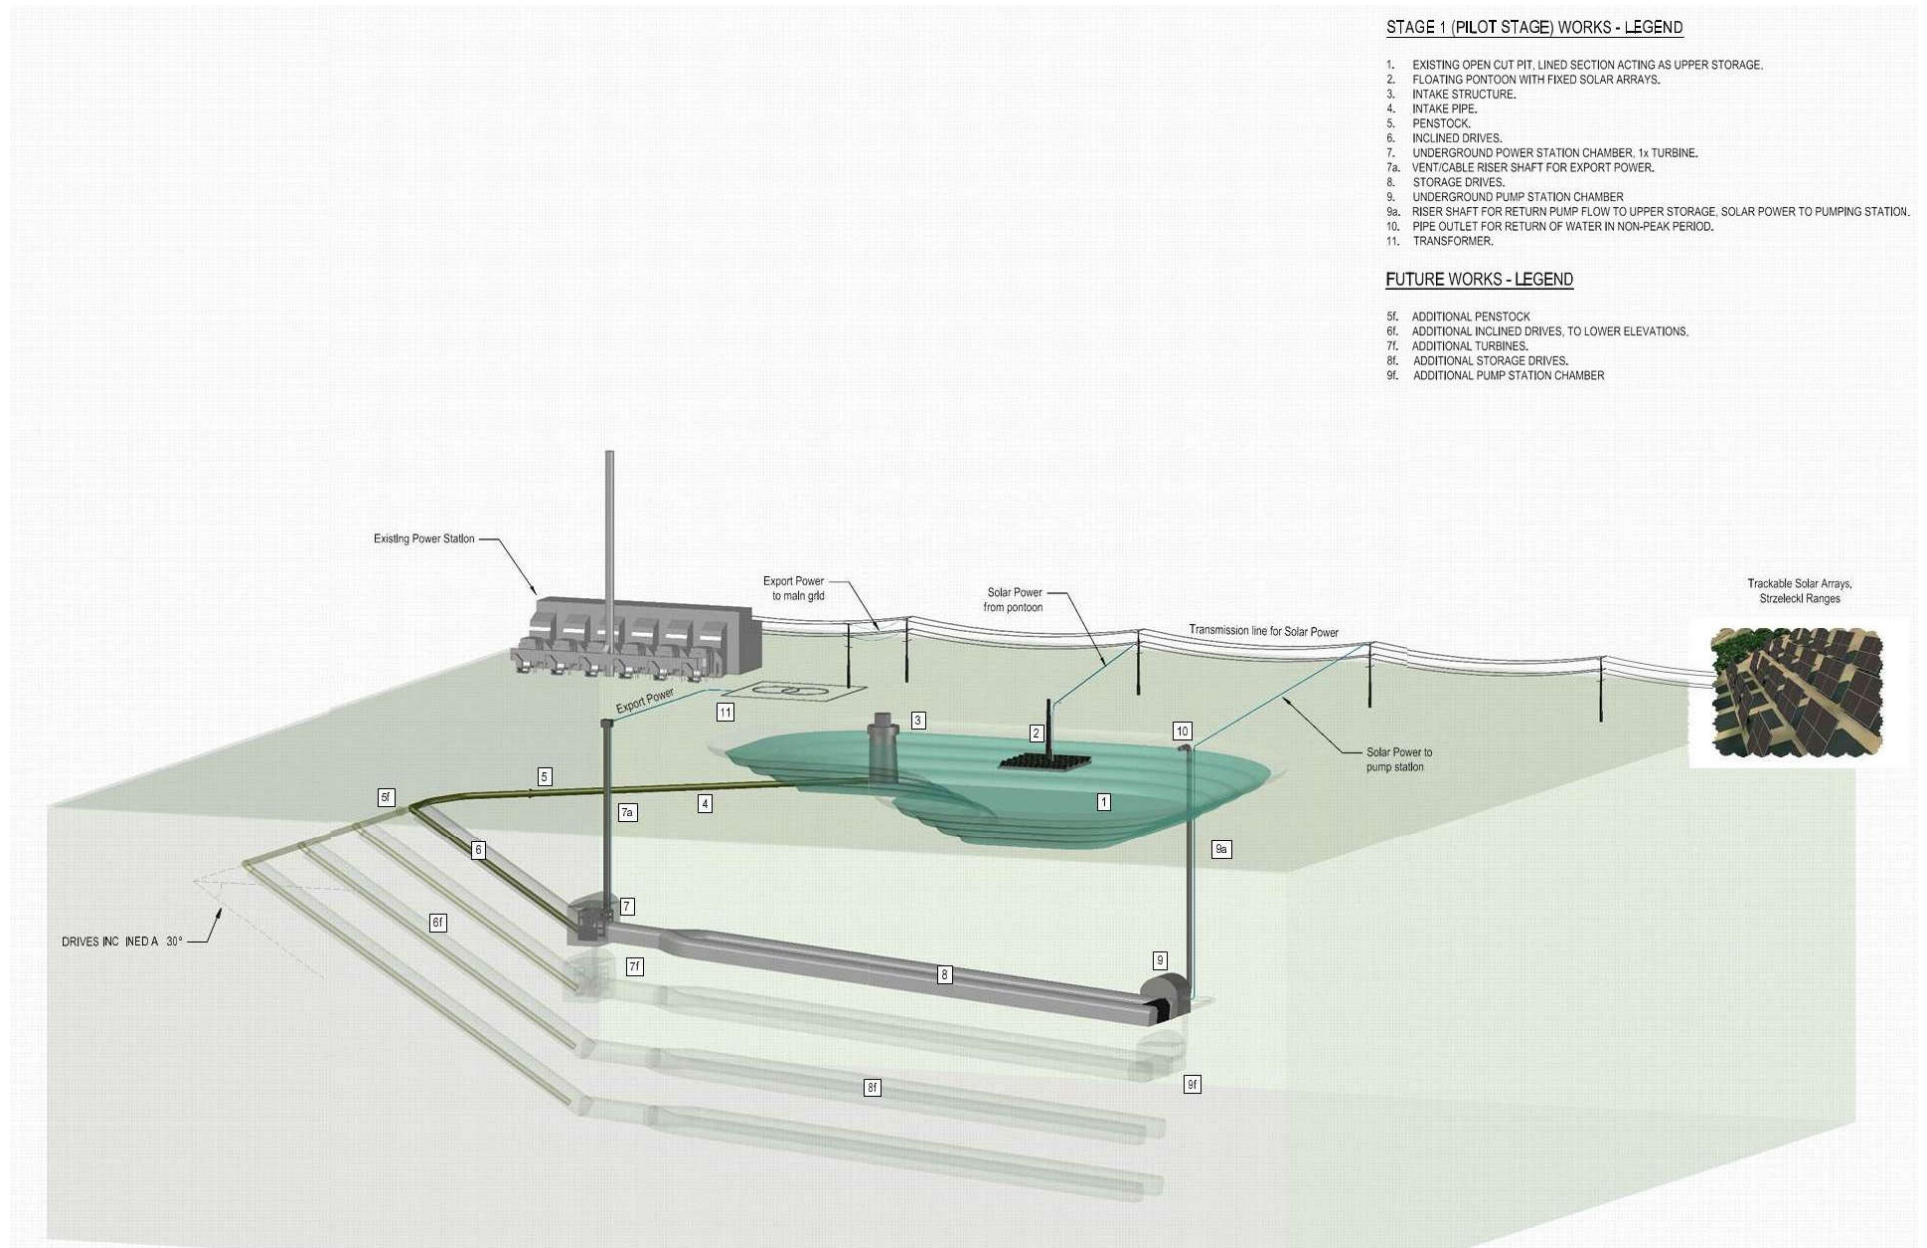 STAGE 1 (PILOT STAGE) WORKS - LEGEND
1. EXISTING OPEN CUT PIT, LINED SECTION ACTING AS UPPER STORAGE.
2. FLOATING PONTOON WITH FIXED SOLAR ARRAYS.
3. INTAKE STRUCTURE.
4. INTAKE PIPE.
5. PENSTOCK.
6. INCLINED DRIVES.
7. UNDERGROUND POWER STATION CHAMBER, 1x TURBINE.
7a. VENT/CABLE RISER SHAFT FOR EXPORT POWER.
8. STORAGE DRIVES.
9. UNDERGROUND PUMP STATION CHAMBER
9a. RISER SHAFT FOR RETURN PUMP FLOW TO UPPER STORAGE, SOLAR POWER TO PUMPING STATION.
10. PIPE OUTLET FOR RETURN OF WATER IN NON-PEAK PERIOD.
11. TRANSFORMER.
FUTURE WORKS - LEGEND
5f. ADDITIONAL PENSTOCK
6f. ADDITIONAL INCLINED DRIVES, TO LOWER ELEVATIONS.
7f. ADDITIONAL TURBINES.
8f. ADDITIONAL STORAGE DRIVES.
9f. ADDITIONAL PUMP STATION CHAMBER
Existing Power Station
Export Power
to main grid
Solar Power
from pontoon
Transmission line for Solar Power
Trackable Solar Arrays,
Strzelecki Ranges
Export Power
11
3
2
10
Solar Power to
pump station
5
5f
4
7a
1
6
9a
7
6f
DRIVES INC INED A 30°
7f
8
9
8f
9f